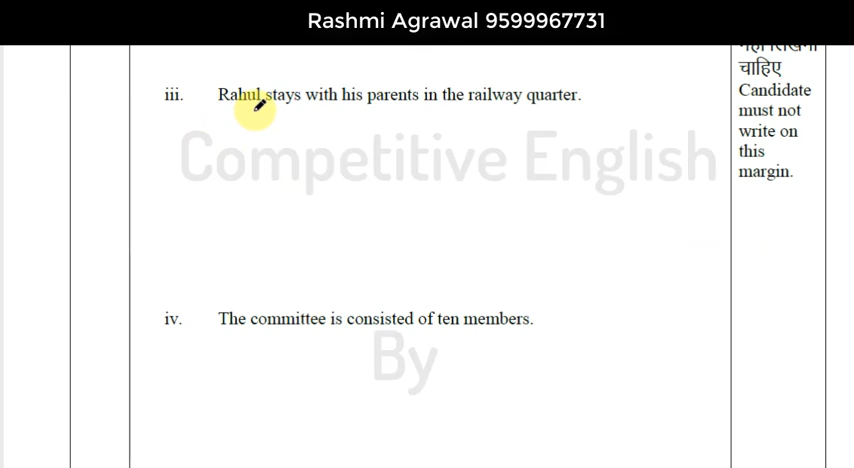 Rashmi Agrawal 9599967731
चाहिए
Candidate
must not
write on
this
margin.
iii. Rahul stays with his parents in the railway quarter.
Competitive English
iv. The committee is consisted of ten members.
By